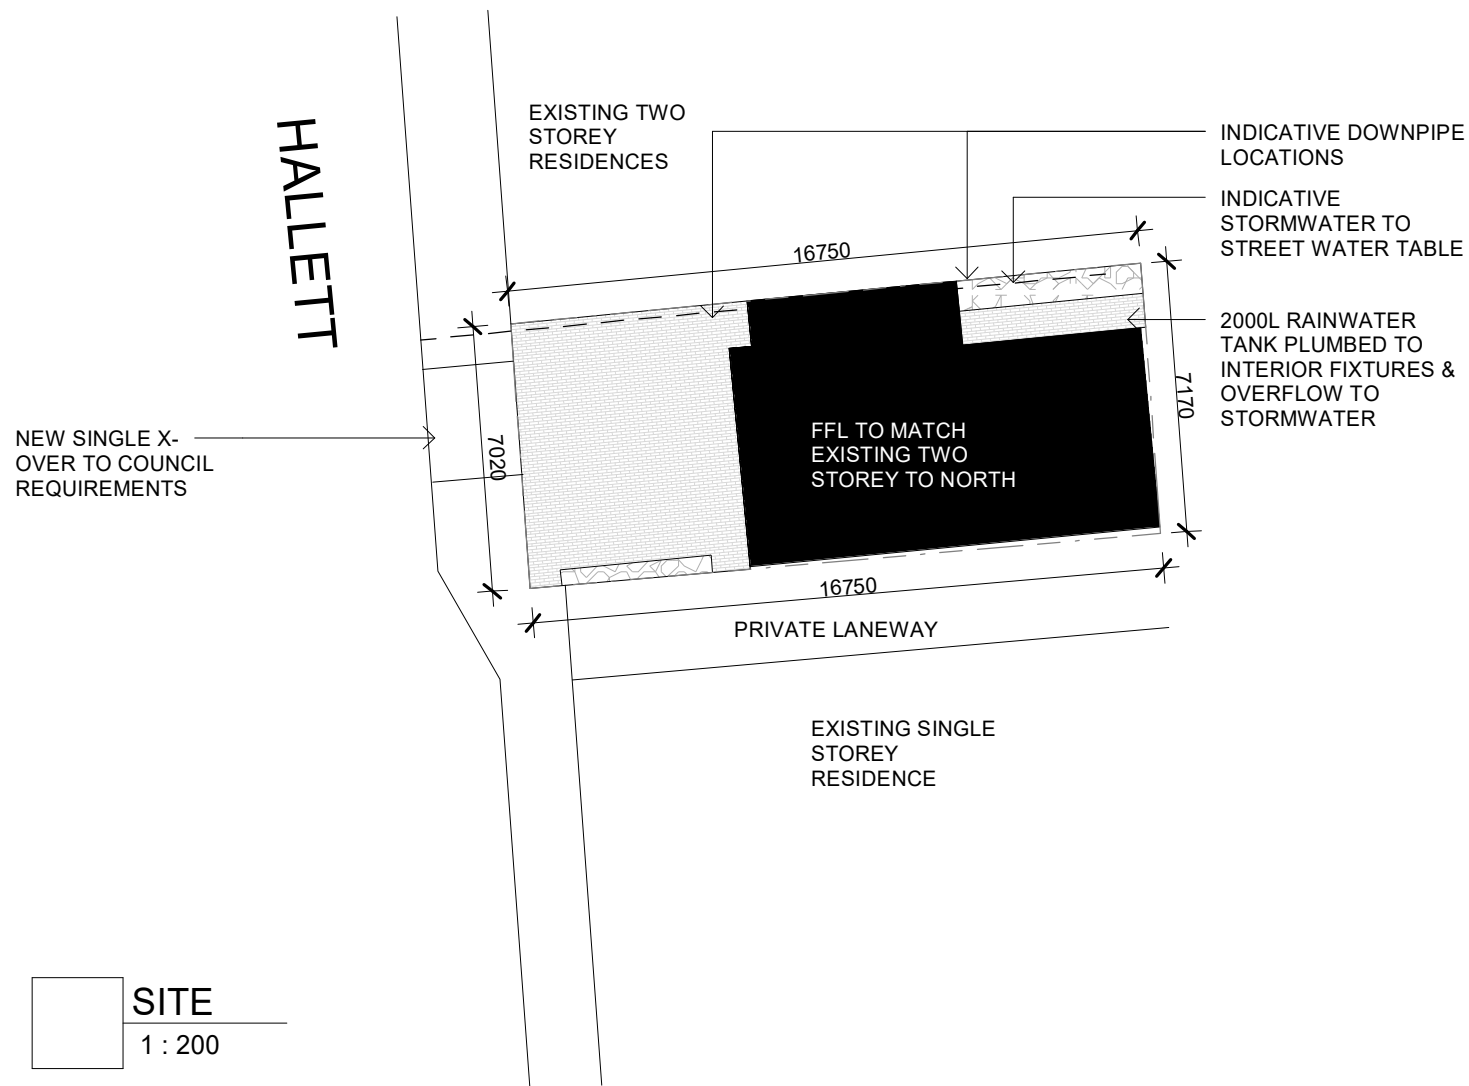 HALLETT
EXISTING TWO
STOREY
RESIDENCES
INDICATIVE DOWNPIPE
LOCATIONS
INDICATIVE
STORMWATER TO
STREET WATER TABLE
16750
2000L RAINWATER
TANK PLUMBED TO
INTERIOR FIXTURES &
OVERFLOW TO
STORMWATER
7170
NEW SINGLE X-
OVER TO COUNCIL
REQUIREMENTS
7020
FFL TO MATCH
EXISTING TWO
STOREY TO NORTH
16750
PRIVATE LANEWAY
EXISTING SINGLE
STOREY
RESIDENCE
SITE
1 : 200